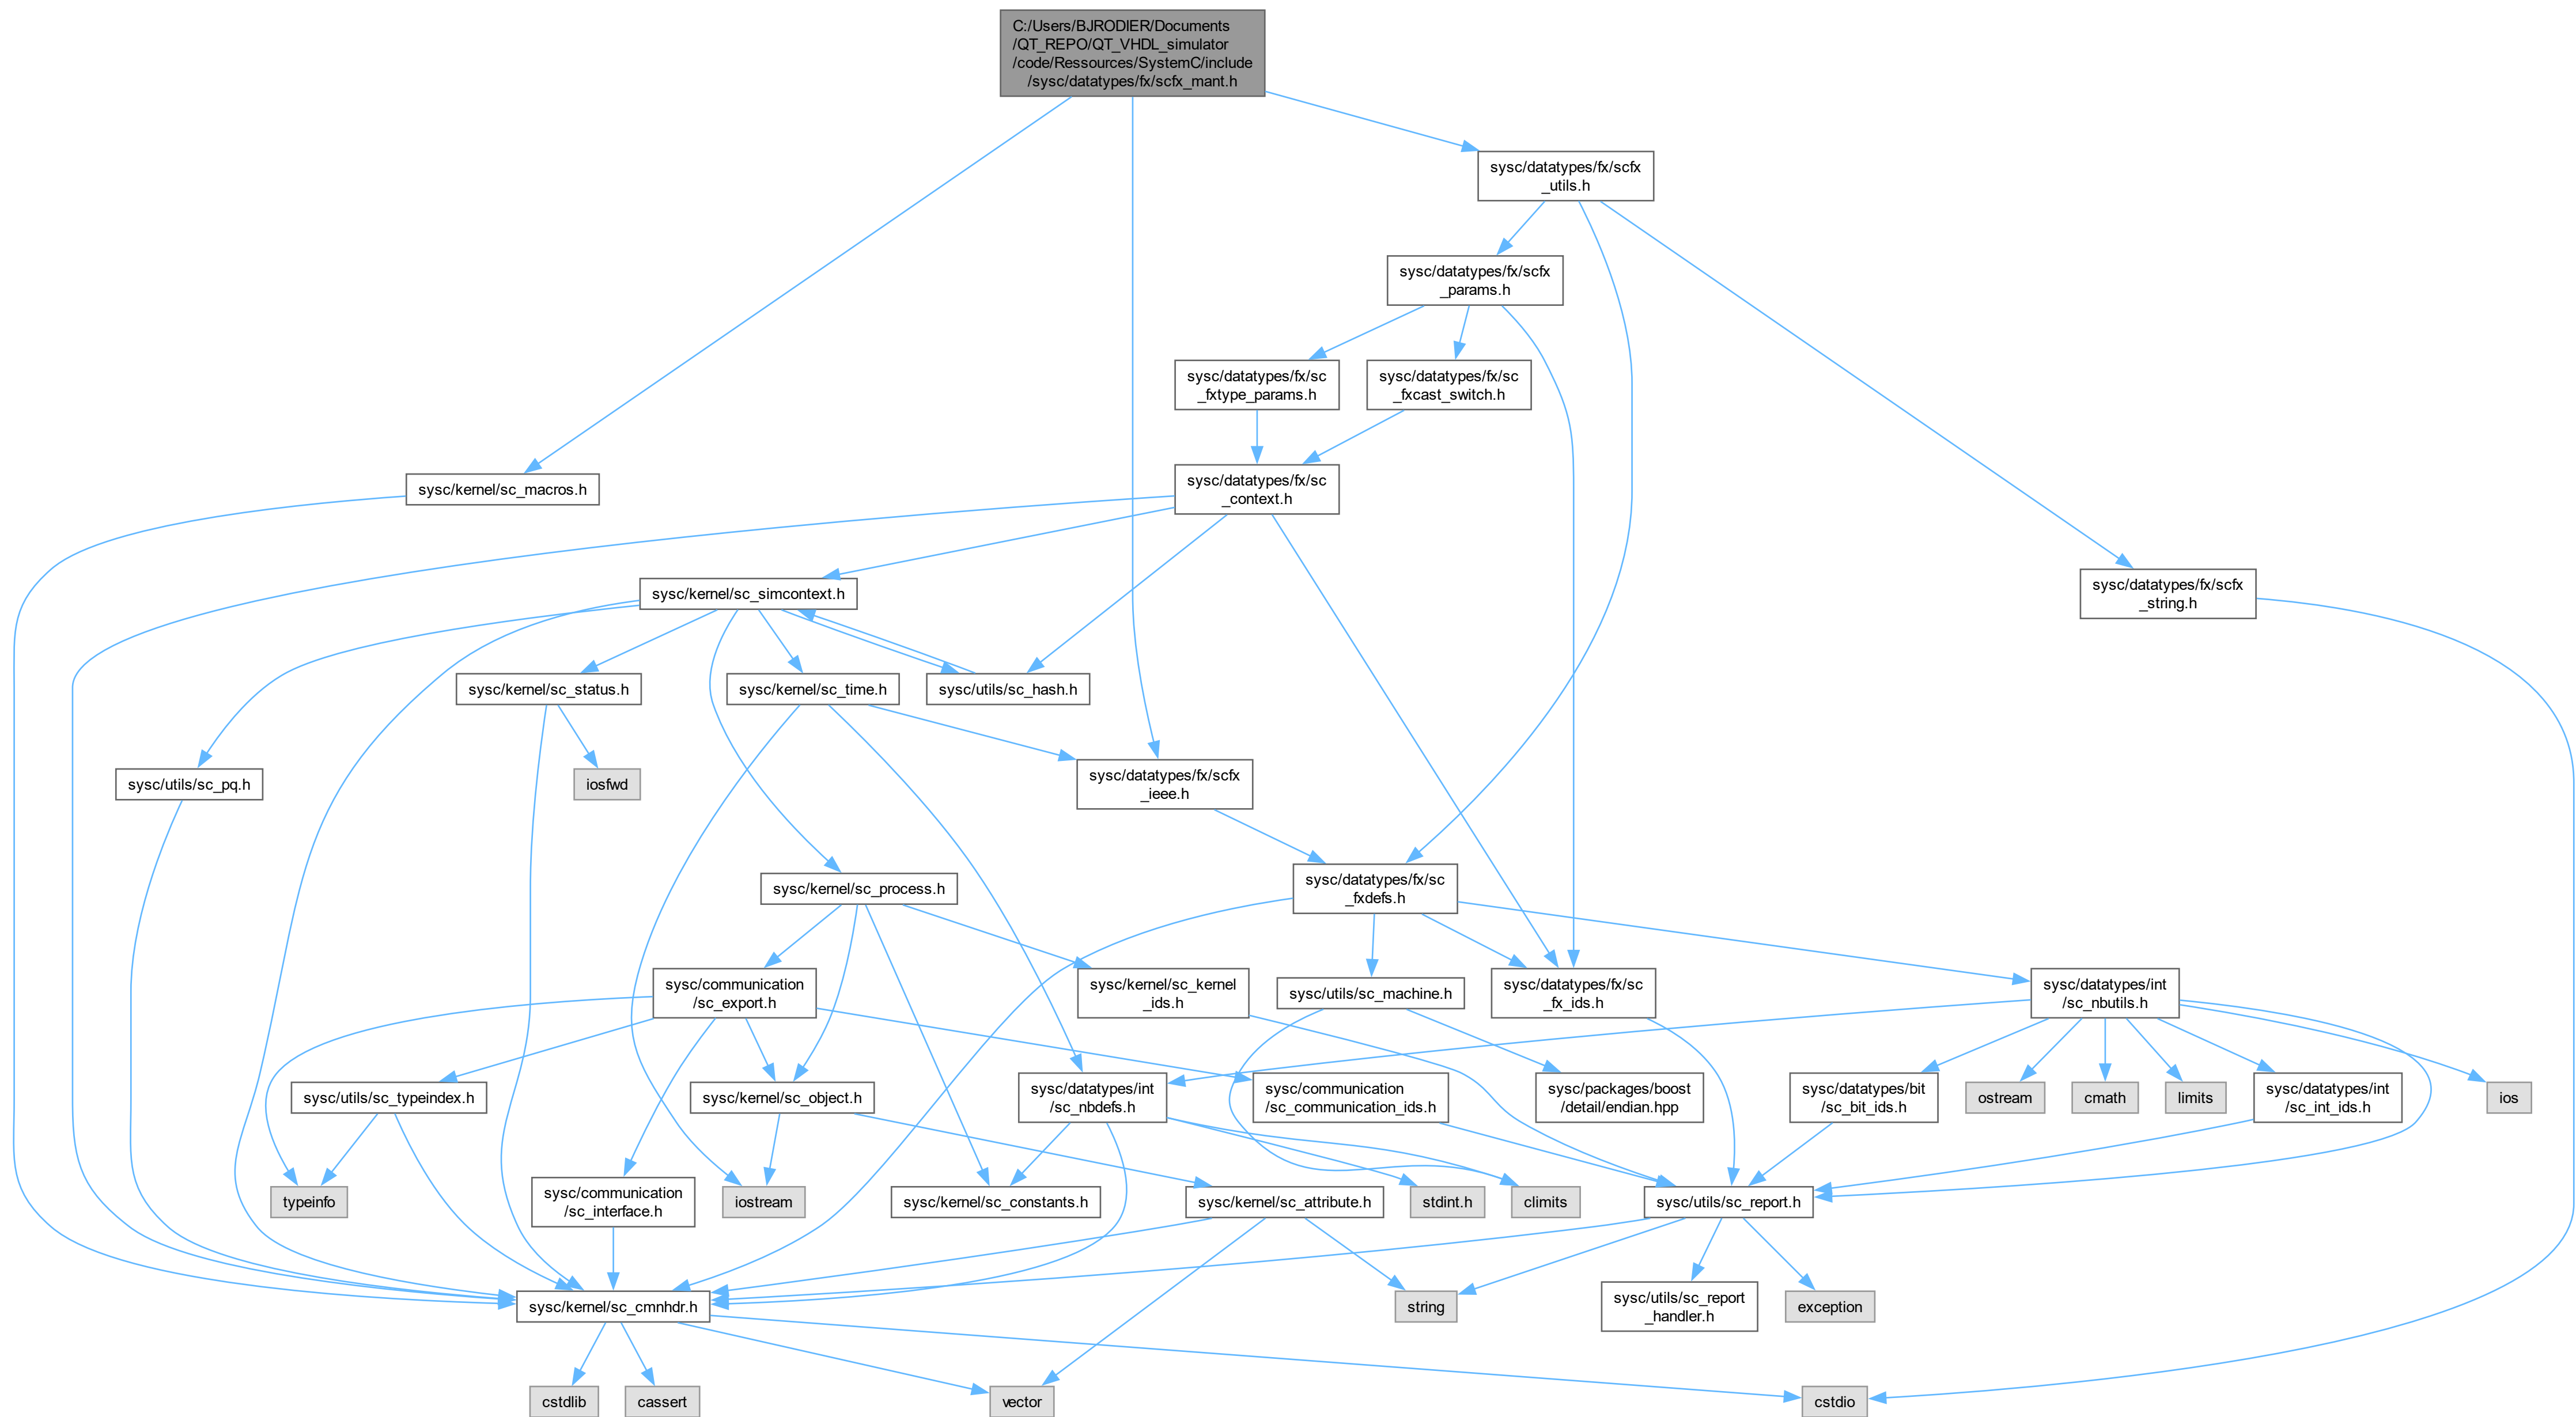 C:/Users/BJRODIER/Documents
/QT_REPO/QT_VHDL_simulator
/code/Ressources/SystemC/include
/sysc/datatypes/fx/scfx_mant.h
sysc/datatypes/fx/scfx
_utils.h
sysc/datatypes/fx/scfx
_params.h
sysc/datatypes/fx/sc
_fxtype_params.h
sysc/datatypes/fx/sc
_fxcast_switch.h
sysc/kernel/sc_macros.h
sysc/datatypes/fx/sc
_context.h
sysc/kernel/sc_simcontext.h
sysc/datatypes/fx/scfx
_string.h
sysc/kernel/sc_status.h
sysc/kernel/sc_time.h
sysc/utils/sc_hash.h
sysc/utils/sc_pq.h
iosfwd
sysc/datatypes/fx/scfx
_ieee.h
sysc/kernel/sc_process.h
sysc/datatypes/fx/sc
_fxdefs.h
sysc/communication
/sc_export.h
sysc/kernel/sc_kernel
_ids.h
sysc/utils/sc_machine.h
sysc/datatypes/fx/sc
_fx_ids.h
sysc/datatypes/int
/sc_nbutils.h
sysc/utils/sc_typeindex.h
sysc/kernel/sc_object.h
sysc/datatypes/int
/sc_nbdefs.h
sysc/communication
/sc_communication_ids.h
sysc/packages/boost
/detail/endian.hpp
sysc/datatypes/bit
/sc_bit_ids.h
ostream
cmath
limits
sysc/datatypes/int
/sc_int_ids.h
ios
typeinfo
sysc/communication
/sc_interface.h
iostream
sysc/kernel/sc_constants.h
sysc/kernel/sc_attribute.h
stdint.h
climits
sysc/utils/sc_report.h
sysc/kernel/sc_cmnhdr.h
string
sysc/utils/sc_report
_handler.h
exception
cstdlib
cassert
vector
cstdio